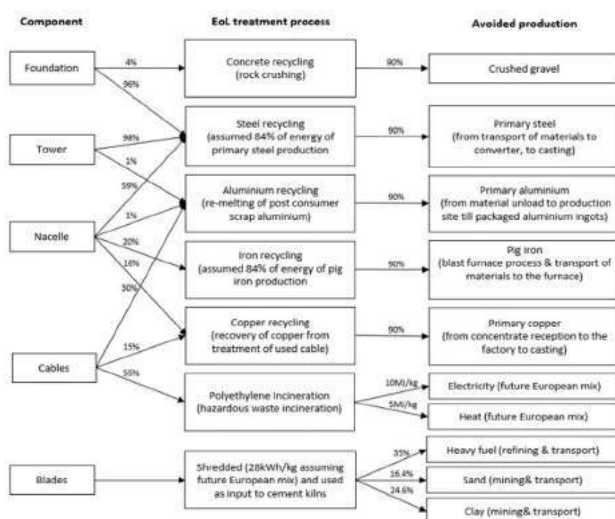 Component EoL treatment process Avoided production
Foundation
4%
96%
Concrete recycling
(rock crushing)
90%
Crushed gravel
Tower
98%
1%
Steel recycling
(assumed 84% of energy of
primary steel production
90%
Primary steel
(from transport of materials to
converter, to casting)
59%
Aluminium recycling
(re-melting of post consumer
scrap aluminium)
90%
Primary aluminium
(from material unload to production
site till packaged aluminium ingots)
Nacelle
1%
20%
16%
30%
Iron recycling
(assumed 84% of energy of pig
iron production
90%
Pig iron
(blast furnace process & transport of
materials to the furnace)
Copper recycling
(recovery of copper from
treatment of used cable)
90%
Primary copper
(from concentrate reception to the
factory to casting)
Cables
15%
55%
Polyethylene Incineration
(hazardous waste incineration)
10MJ/kg
Electricity (future European mix)
5MJ/kg
Heat (future European mix)
Blades
Shredded (28kWh/kg assuming
future European mix) and used
as input to cement kilns
35%
Heavy fuel (refining & transport)
16.4%
Sand (mining& transport)
24.6%
Clay (mining& transport)